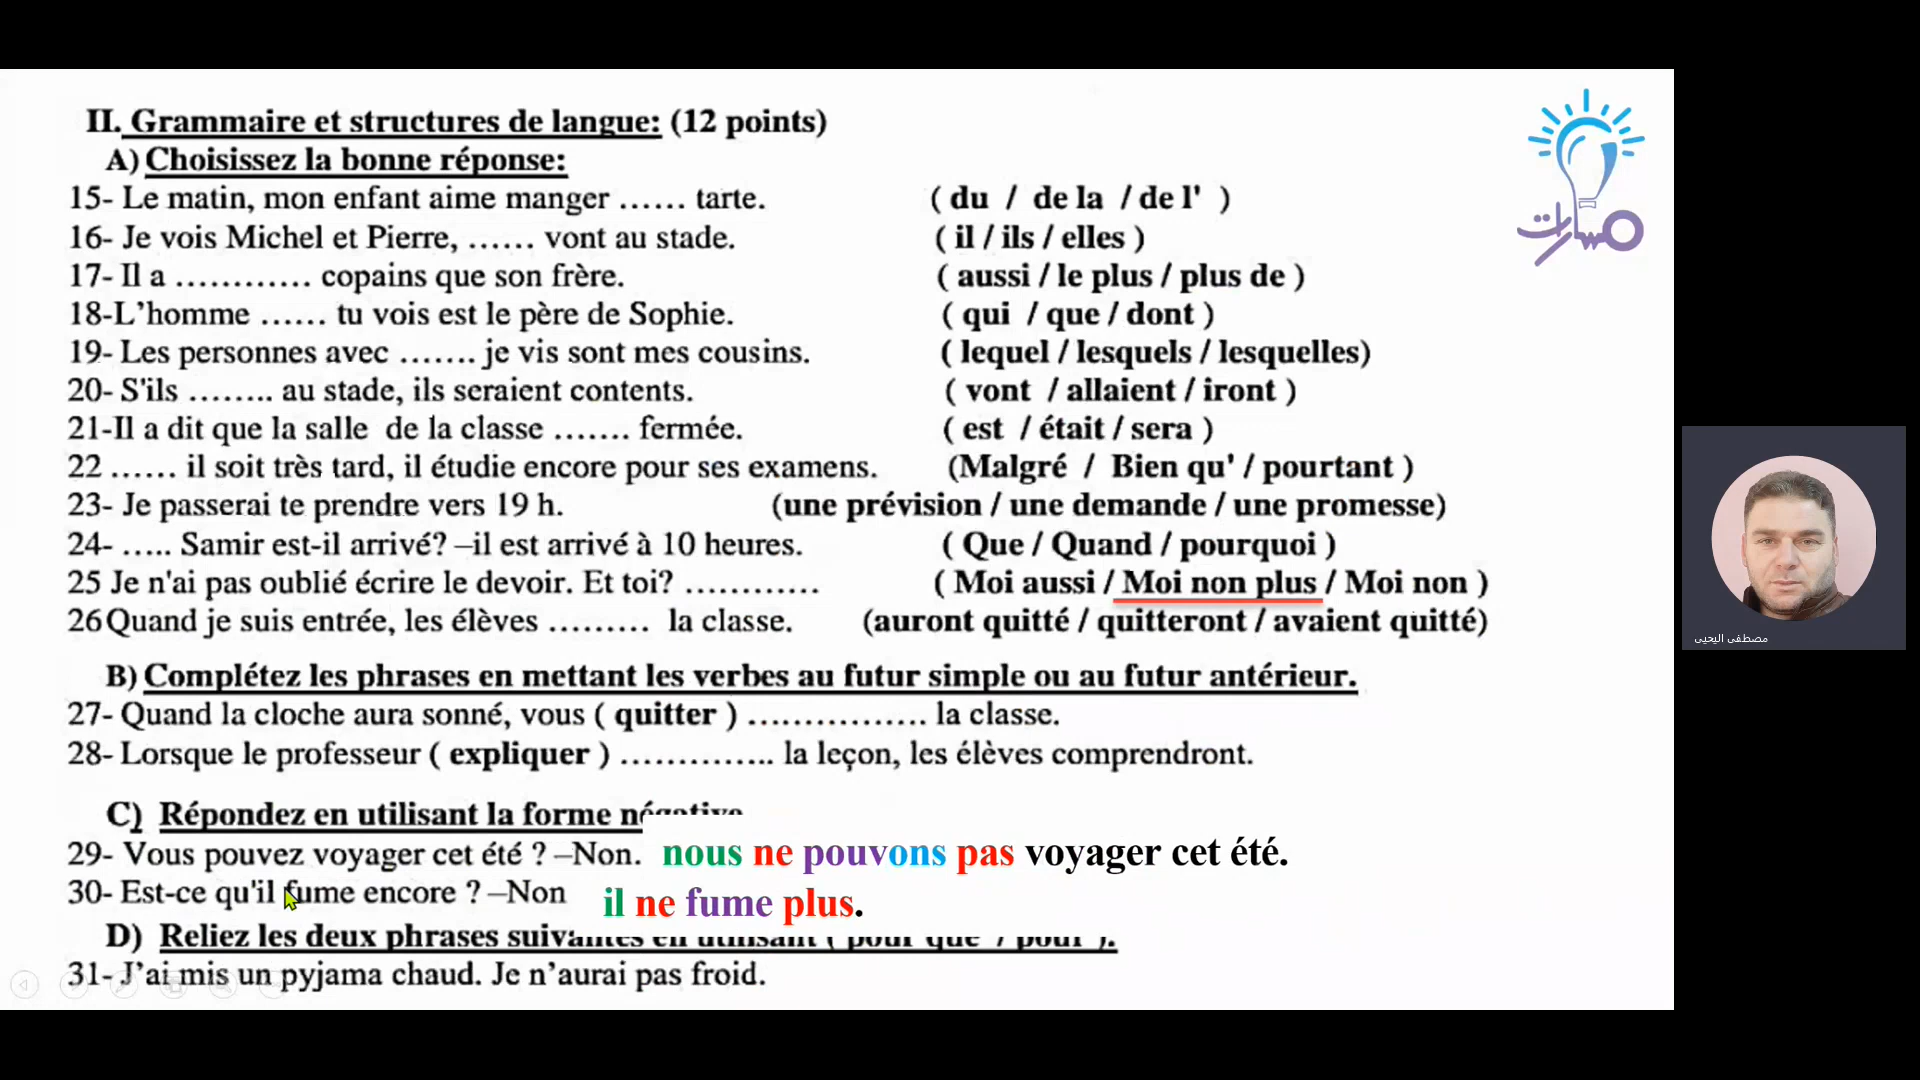 II. Grammaire et structures de langue: (12 points)
A) Choisissez la bonne réponse:
15- Le matin, mon enfant aime manger …… tarte. ( du / de la / de l' )
16- Je vois Michel et Pierre, …… vont au stade. ( il / ils / elles )
17- Il a ………… copains que son frère. ( aussi / le plus / plus de )
18-L’homme …… tu vois est le père de Sophie. ( qui / que / dont )
19- Les personnes avec ……. je vis sont mes cousins. ( lequel / lesquels / lesquelles)
20- S'ils …….. au stade, ils seraient contents. ( vont / allaient / iront )
21-Il a dit que la salle de la classe ……. fermée. ( est / était / sera )
22 …… il soit très tard, il étudie encore pour ses examens. (Malgré / Bien qu' / pourtant )
23- Je passerai te prendre vers 19 h. (une prévision / une demande / une promesse)
24- ….. Samir est-il arrivé? –il est arrivé à 10 heures. ( Que / Quand / pourquoi )
25 Je n'ai pas oublié écrire le devoir. Et toi? ………… ( Moi aussi / Moi non plus / Moi non )
26 Quand je suis entrée, les élèves ……… la classe. (auront quitté / quitteront / avaient quitté)
B) Complétez les phrases en mettant les verbes au futur simple ou au futur antérieur.
27- Quand la cloche aura sonné, vous ( quitter ) ……………. la classe.
28- Lorsque le professeur ( expliquer ) ………….. la leçon, les élèves comprendront.
C) Répondez en utilisant la forme négative
29- Vous pouvez voyager cet été ? –Non. nous ne pouvons pas voyager cet été.
30- Est-ce qu'il fume encore ? –Non il ne fume plus.
D) Reliez les deux phrases suivantes en utilisant ( pour que / pour ).
31- J’ai mis un pyjama chaud. Je n’aurai pas froid.
مسارات
مصطفى اليحيى